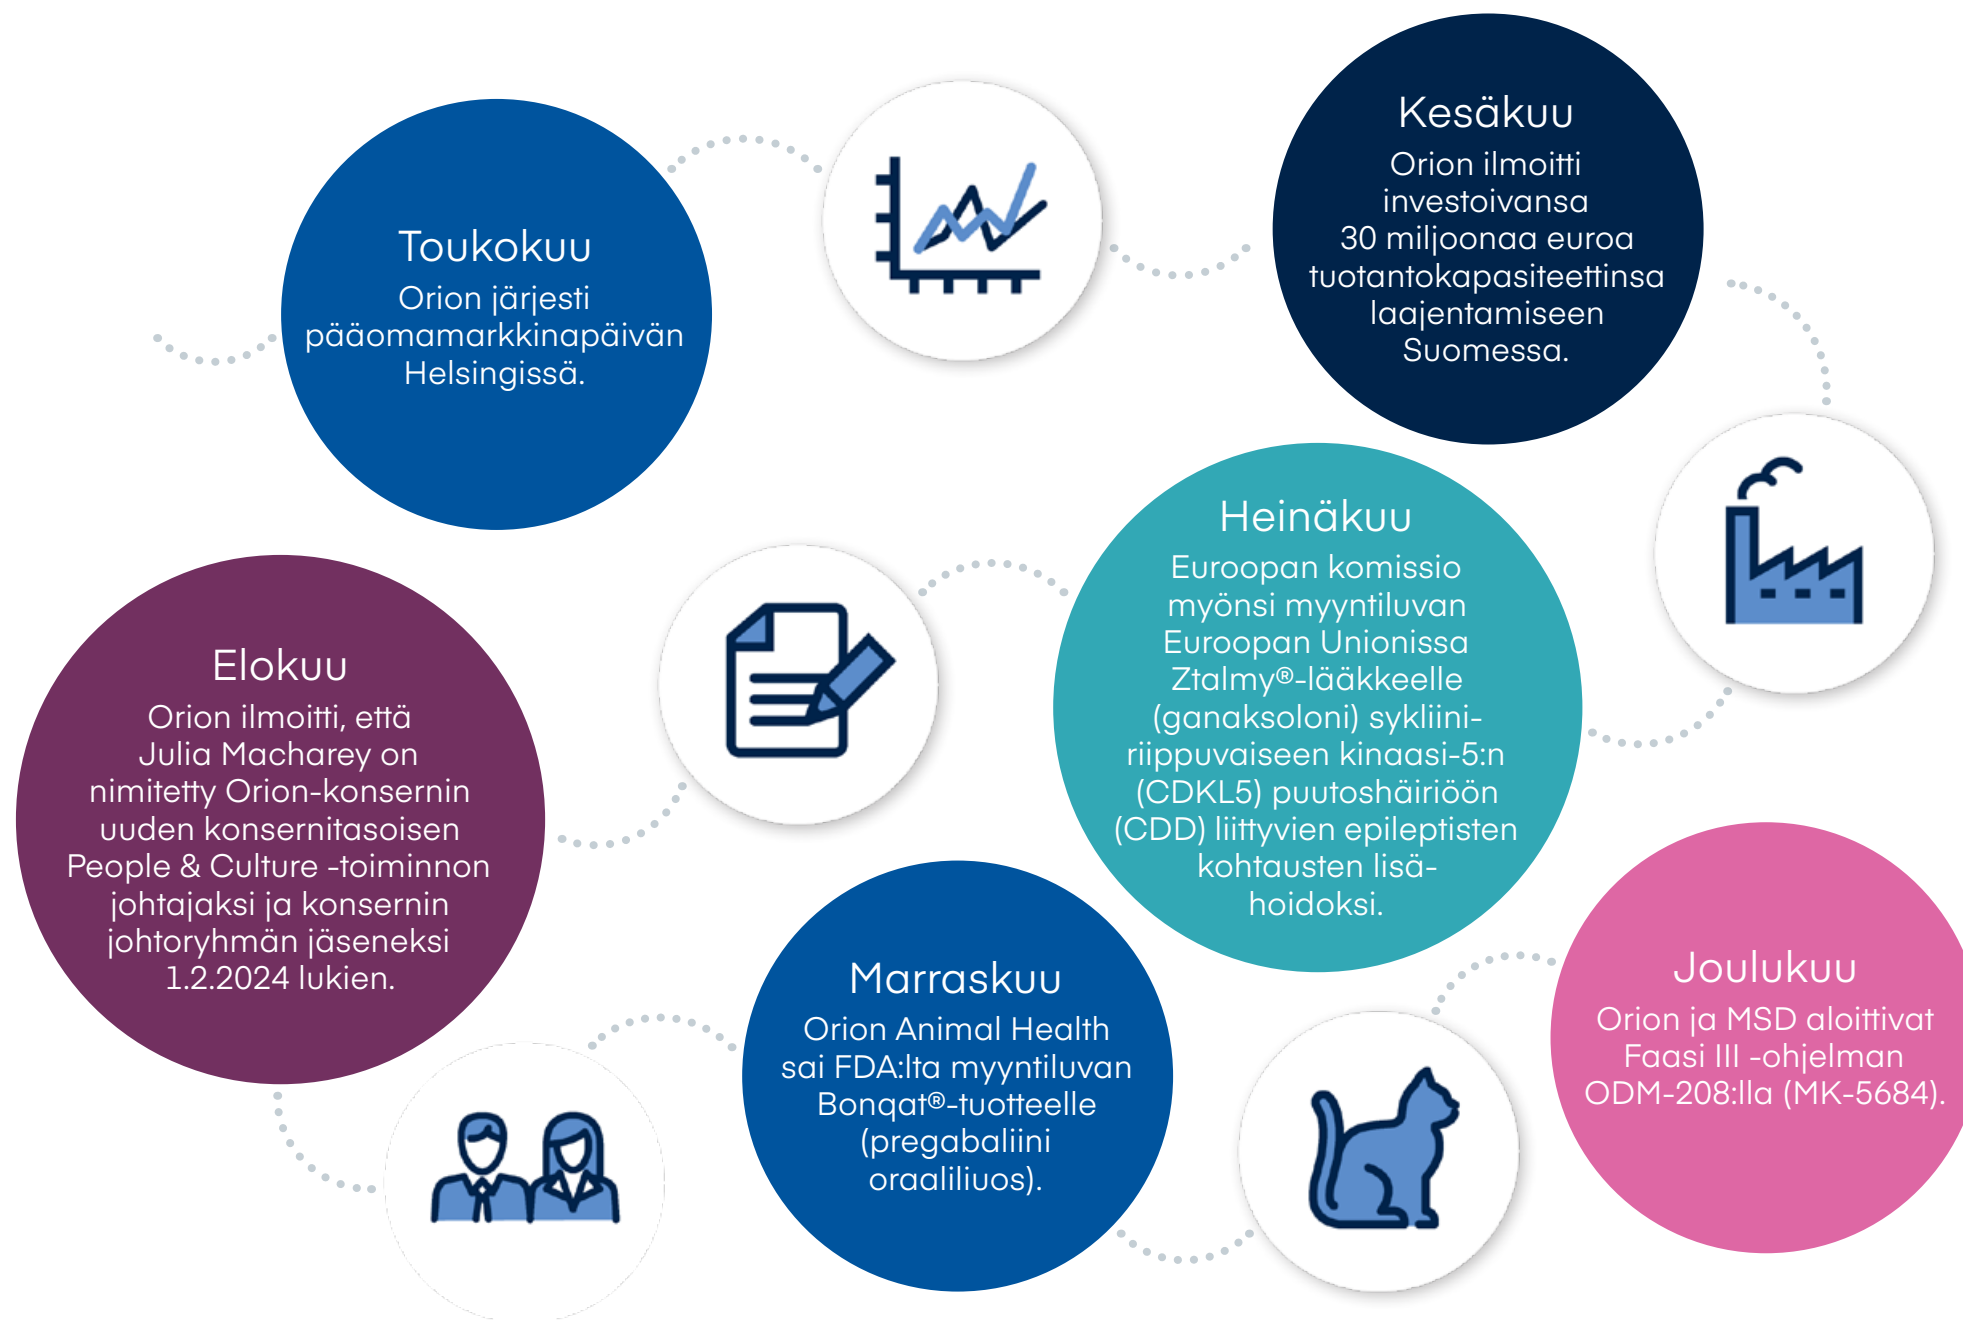 Toukokuu
Orion järjesti
pääomamarkkinapäivän
Helsingissä.
Kesäkuu
Orion ilmoitti
investoivansa
30 miljoonaa euroa
tuotantokapasiteettinsa
laajentamiseen
Suomessa.
Heinäkuu
Euroopan komissio
myönsi myyntiluvan
Euroopan Unionissa
Ztalmy®-lääkkeelle
(ganaksoloni) sykliini-
riippuvaiseen kinaasi-5:n
(CDKL5) puutoshäiriöön
(CDD) liittyvien epileptisten
kohtausten lisä-
hoidoksi.
Elokuu
Orion ilmoitti, että
Julia Macharey on
nimitetty Orion-konsernin
uuden konsernitasoisen
People & Culture -toiminnon
johtajaksi ja konsernin
johtoryhmän jäseneksi
1.2.2024 lukien.
Marraskuu
Orion Animal Health
sai FDA:lta myyntiluvan
Bonqat®-tuotteelle
(pregabaliini
oraaliliuos).
Joulukuu
Orion ja MSD aloittivat
Faasi III -ohjelman
ODM-208:lla (MK-5684).